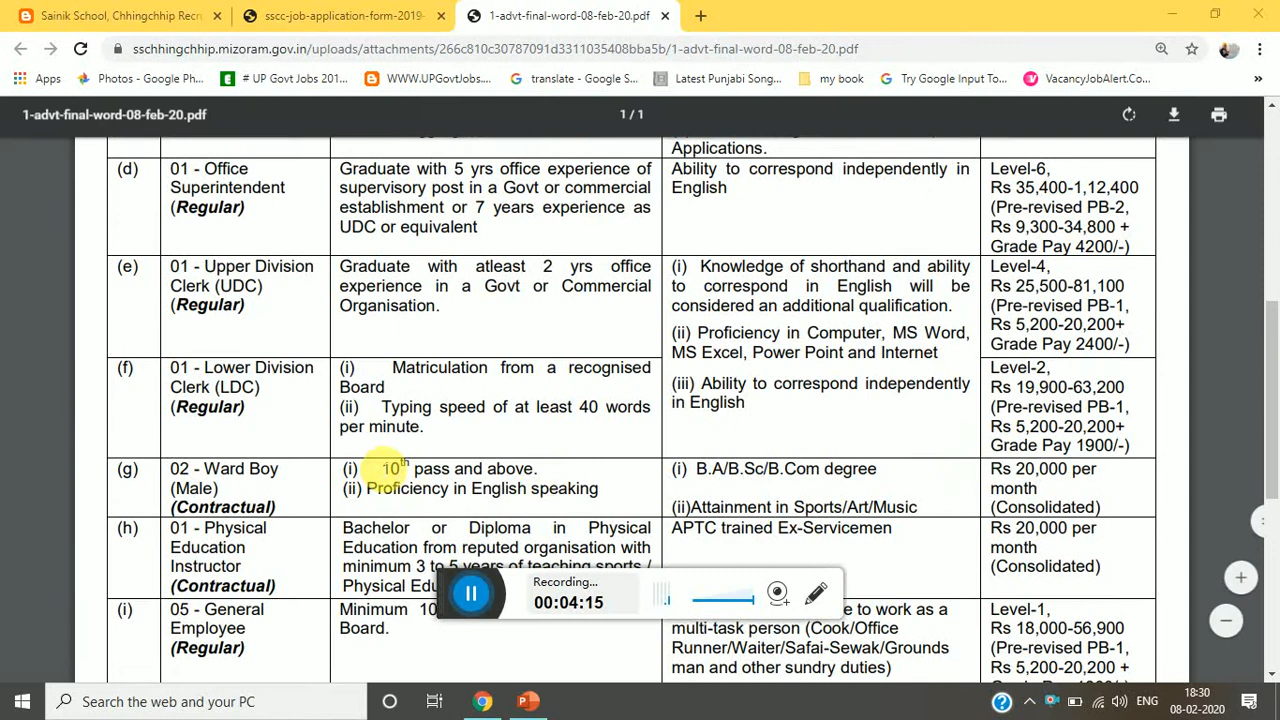 Sainik School, Chhingchhip Recru
sscc-job-application-form-2019-
1-advt-final-word-08-feb-20.pdf
sschhingchhip.mizoram.gov.in/uploads/attachments/266c810c30787091d3311035408bba5b/1-advt-final-word-08-feb-20.pdf
Apps
Photos - Google Sh...
# UP Govt Jobs 201...
WWW.UPGovtJobs....
translate - Google S...
Latest Punjabi Song...
my book
Try Google Input To...
VacancyJobAlert.Co...
»
1-advt-final-word-08-feb-20.pdf
1 / 1
Applications.
(d)
01 - Office
Superintendent
(Regular)
Graduate with 5 yrs office experience of
supervisory post in a Govt or commercial
establishment or 7 years experience as
UDC or equivalent
Ability to correspond independently in
English
Level-6,
Rs 35,400-1,12,400
(Pre-revised PB-2,
Rs 9,300-34,800 +
Grade Pay 4200/-)
(e)
01 - Upper Division
Clerk (UDC)
(Regular)
Graduate with atleast 2 yrs office
experience in a Govt or Commercial
Organisation.
(i) Knowledge of shorthand and ability
to correspond in English will be
considered an additional qualification.
(ii) Proficiency in Computer, MS Word,
MS Excel, Power Point and Internet
(iii) Ability to correspond independently
in English
Level-4,
Rs 25,500-81,100
(Pre-revised PB-1,
Rs 5,200-20,200+
Grade Pay 2400/-)
(f)
01 - Lower Division
Clerk (LDC)
(Regular)
(i) Matriculation from a recognised
Board
(ii) Typing speed of at least 40 words
per minute.
Level-2,
Rs 19,900-63,200
(Pre-revised PB-1,
Rs 5,200-20,200+
Grade Pay 1900/-)
(g)
02 - Ward Boy
(Male)
(Contractual)
(i) 10th pass and above.
(ii) Proficiency in English speaking
(i) B.A/B.Sc/B.Com degree
(ii)Attainment in Sports/Art/Music
Rs 20,000 per
month
(Consolidated)
(h)
01 - Physical
Education
Instructor
(Contractual)
Bachelor or Diploma in Physical
Education from reputed organisation with
minimum 3 to 5 years of teaching sports /
Physical Edu
APTC trained Ex-Servicemen
Rs 20,000 per
month
(Consolidated)
(i)
05 - General
Employee
(Regular)
Minimum 10
Board.
to work as a
multi-task person (Cook/Office
Runner/Waiter/Safai-Sewak/Grounds
man and other sundry duties)
Level-1,
Rs 18,000-56,900
(Pre-revised PB-1,
Rs 5,200-20,200 +
Recording...
00:04:15
Search the web and your PC
ENG
18:30
08-02-2020